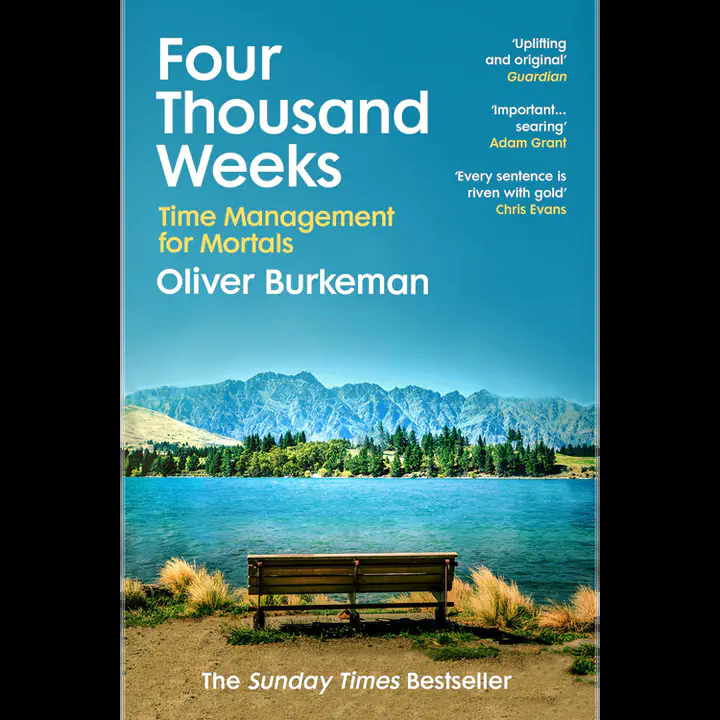 Four
Thousand
Weeks
Time Management
for Mortals
Oliver Burkeman
‘Uplifting
and original’
Guardian
‘Important...
searing’
Adam Grant
‘Every sentence is
riven with gold’
Chris Evans
The Sunday Times Bestseller